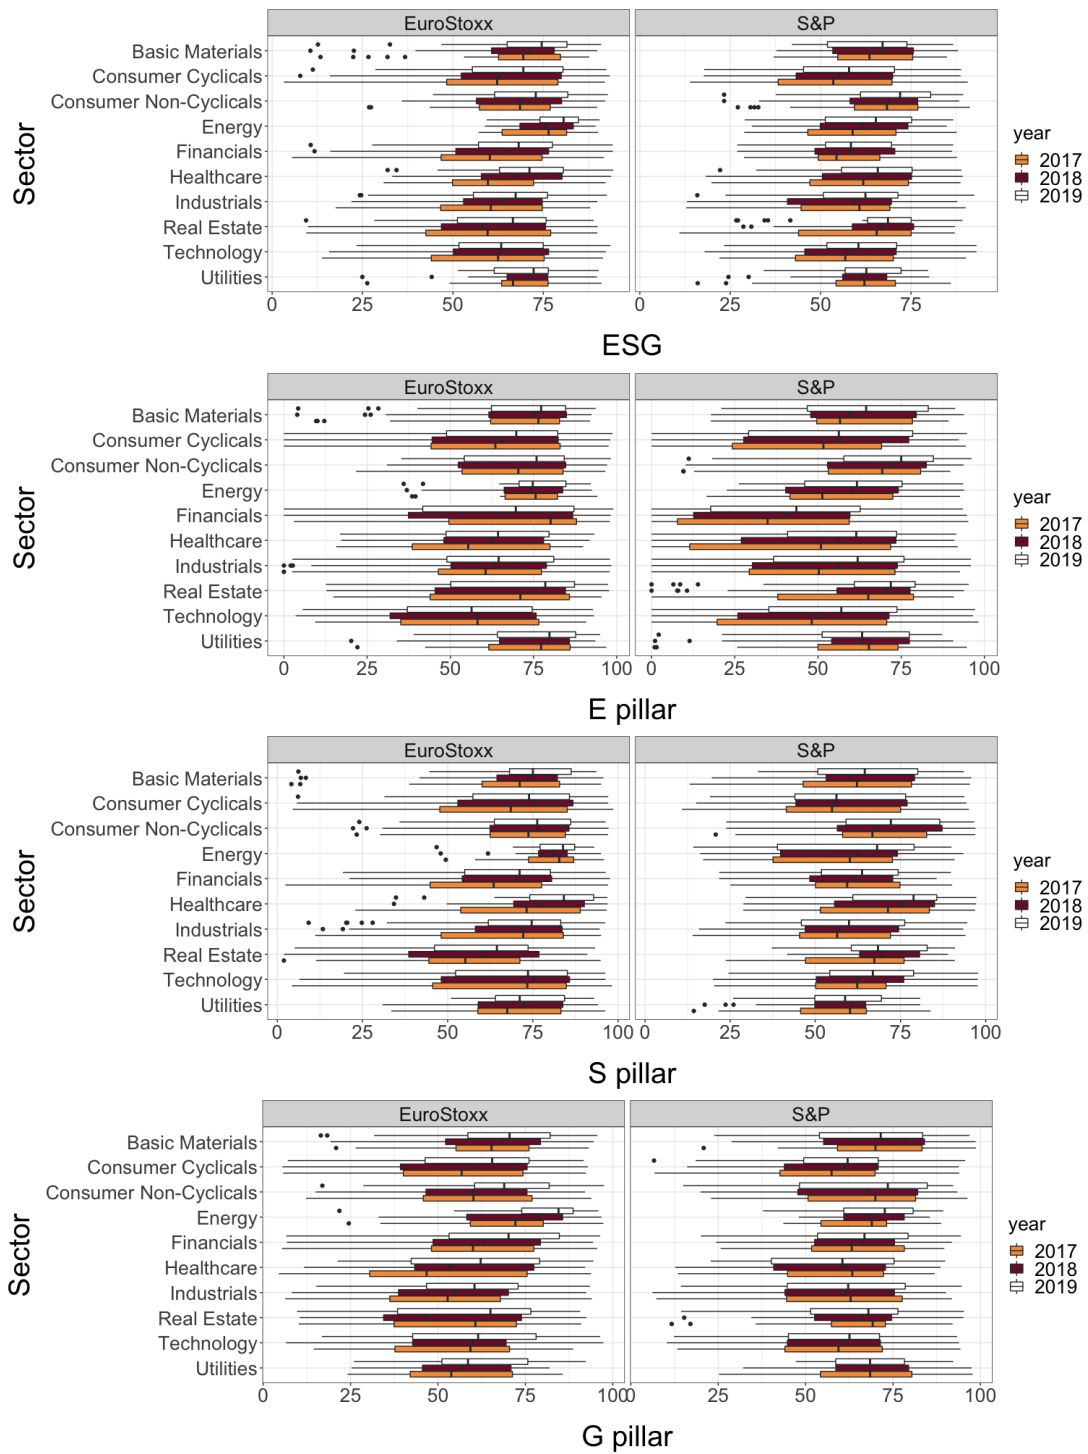 EuroStoxx S&P
Sector
Basic Materials
Consumer Cyclicals
Consumer Non-Cyclicals
Energy
Financials
Healthcare
Industrials
Real Estate
Technology
Utilities
year
2017
2018
2019
0 25 50 75 0 25 50 75
ESG
EuroStoxx S&P
Sector
Basic Materials
Consumer Cyclicals
Consumer Non-Cyclicals
Energy
Financials
Healthcare
Industrials
Real Estate
Technology
Utilities
year
2017
2018
2019
0 25 50 75 100 0 25 50 75 100
E pillar
EuroStoxx S&P
Sector
Basic Materials
Consumer Cyclicals
Consumer Non-Cyclicals
Energy
Financials
Healthcare
Industrials
Real Estate
Technology
Utilities
year
2017
2018
2019
0 25 50 75 100 0 25 50 75 100
S pillar
EuroStoxx S&P
Sector
Basic Materials
Consumer Cyclicals
Consumer Non-Cyclicals
Energy
Financials
Healthcare
Industrials
Real Estate
Technology
Utilities
year
2017
2018
2019
0 25 50 75 100 0 25 50 75 100
G pillar